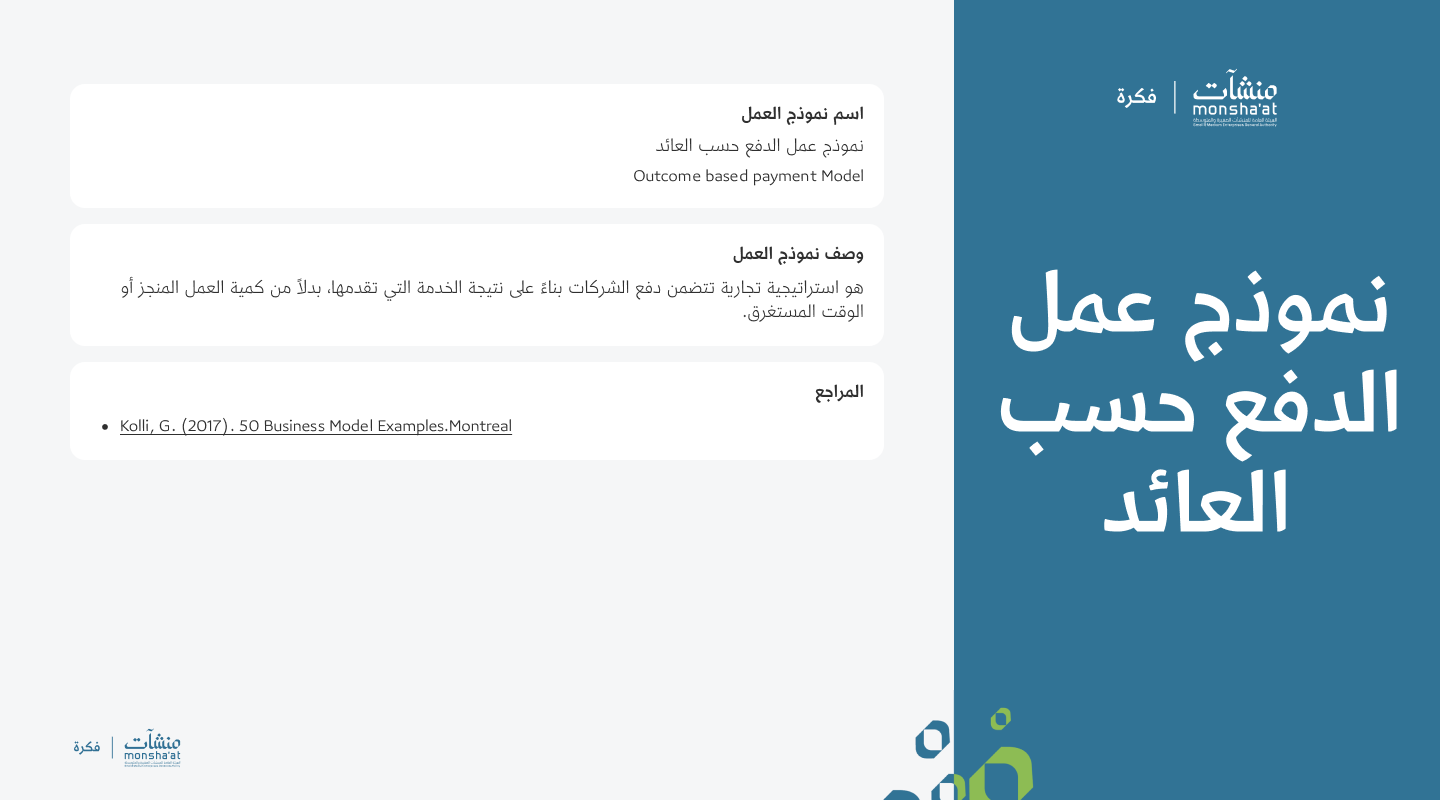 منشآت
monsha'at
الهيئة العامة للمنشآت الصغيرة والمتوسطة
Small & Medium Enterprises General Authority
فكرة
نموذج عمل
الدفع حسب
العائد
اسم نموذج العمل
نموذج عمل الدفع حسب العائد
Outcome based payment Model
وصف نموذج العمل
هو استراتيجية تجارية تتضمن دفع الشركات بناءً على نتيجة الخدمة التي تقدمها، بدلاً من كمية العمل المنجز أو
الوقت المستغرق.
المراجع
• Kolli, G. (2017). 50 Business Model Examples.Montreal
منشآت
monsha'at
فكرة